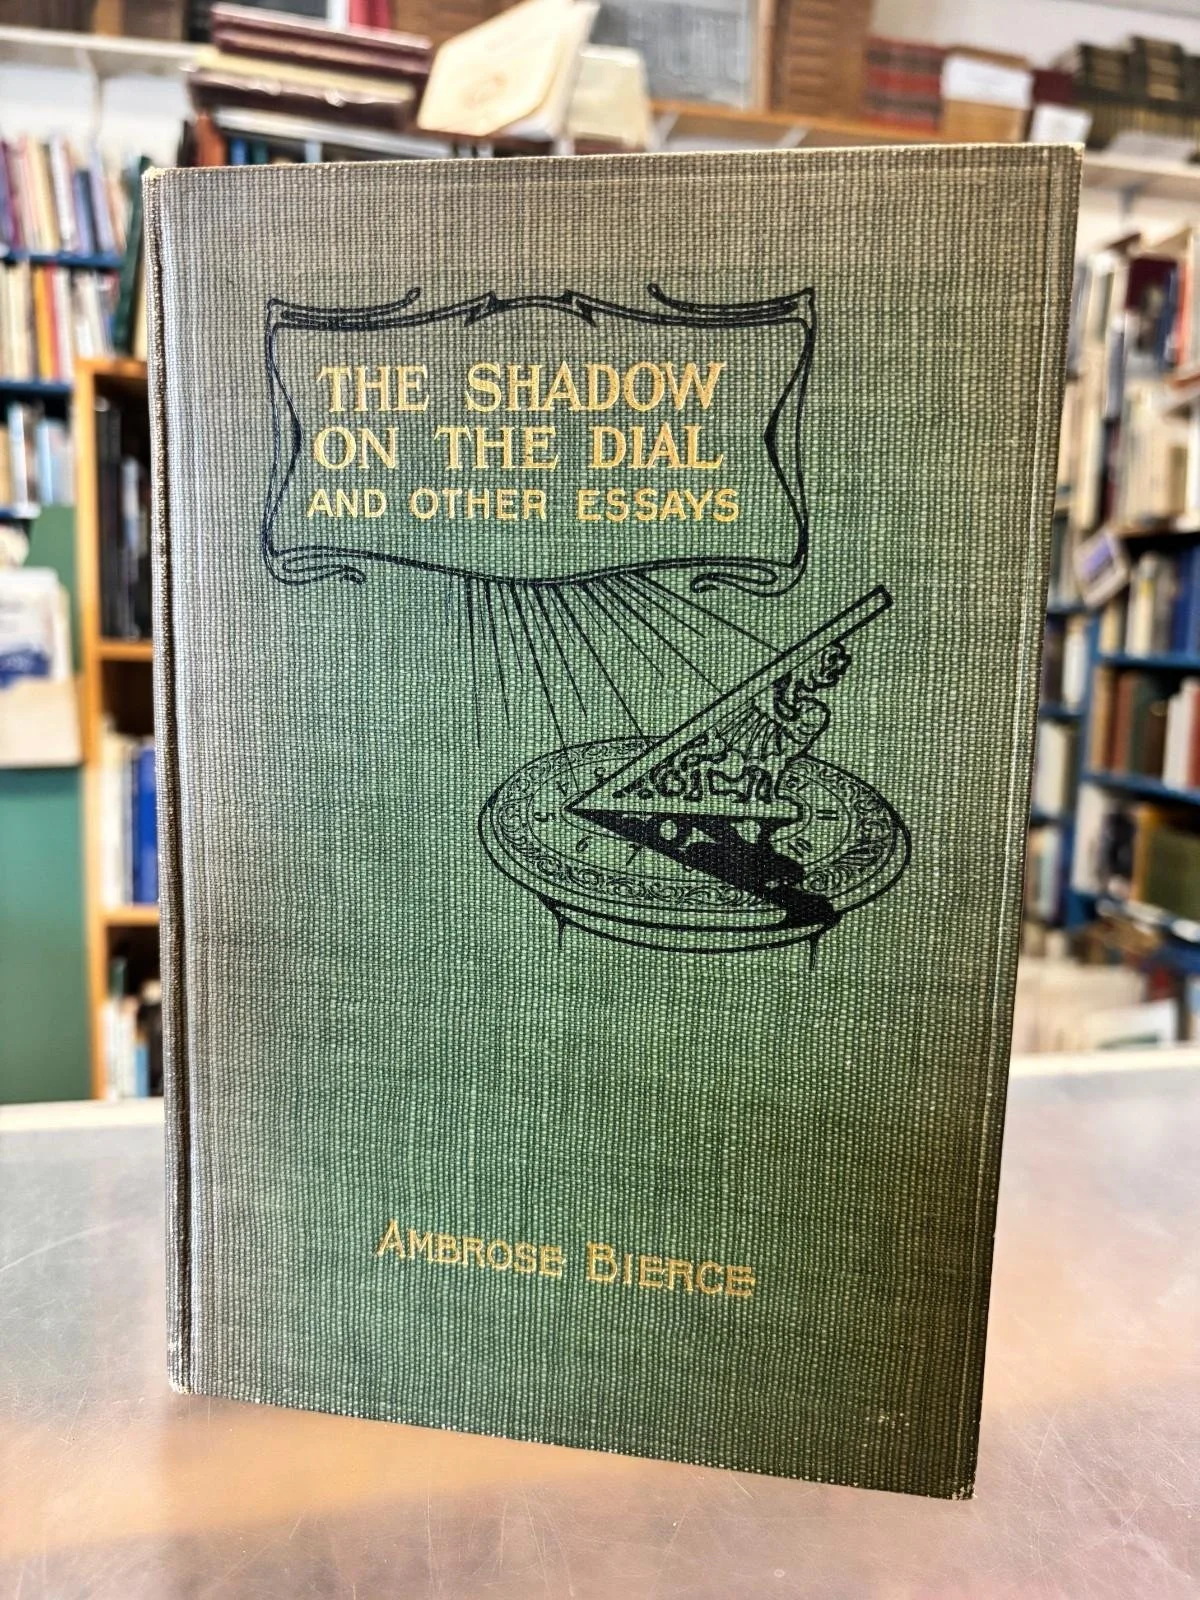 THE SHADOW
ON THE DIAL
AND OTHER ESSAYS
AMBROSE BIERCE